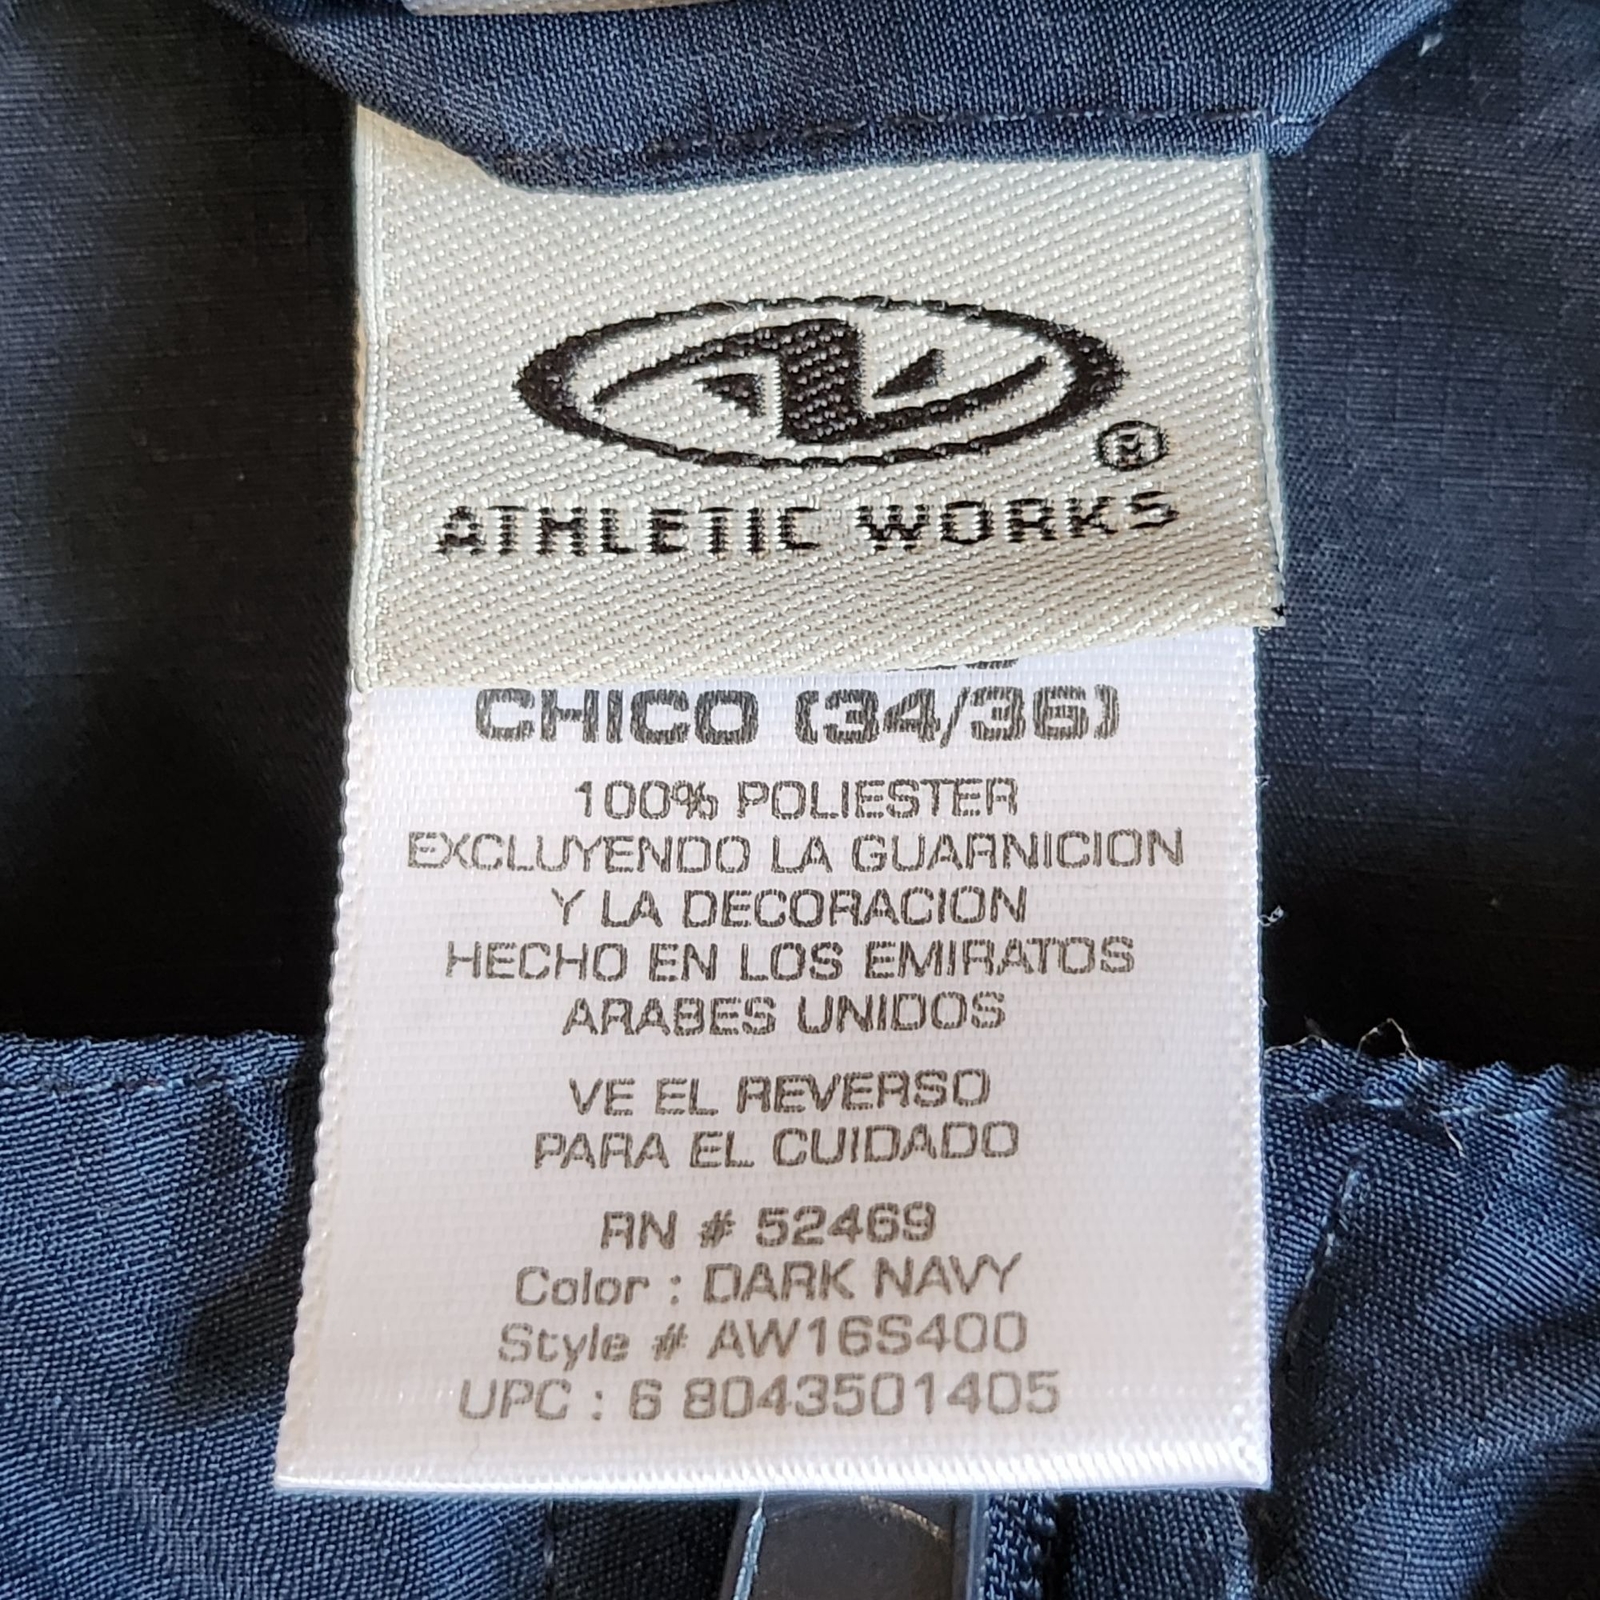 ®
ATHLETIC WORKS
CHICO (34/36)
100% POLIESTER
EXCLUYENDO LA GUARNICION
Y LA DECORACION
HECHO EN LOS EMIRATOS
ARABES UNIDOS
VE EL REVERSO
PARA EL CUIDADO
RN # 52469
Color : DARK NAVY
Style # AW16S400
UPC : 6 8043501405